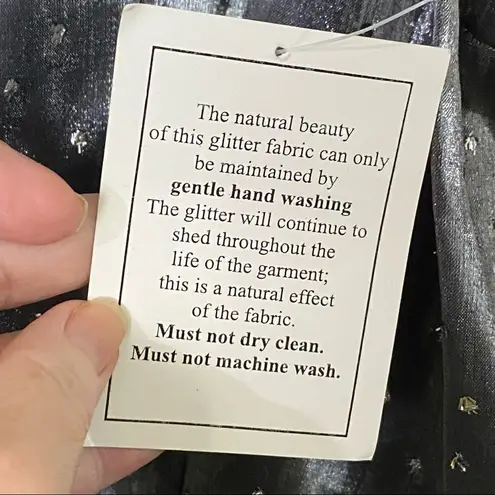 The natural beauty
of this glitter fabric can only
be maintained by
gentle hand washing
The glitter will continue to
shed throughout the
life of the garment;
this is a natural effect
of the fabric.
Must not dry clean.
Must not machine wash.